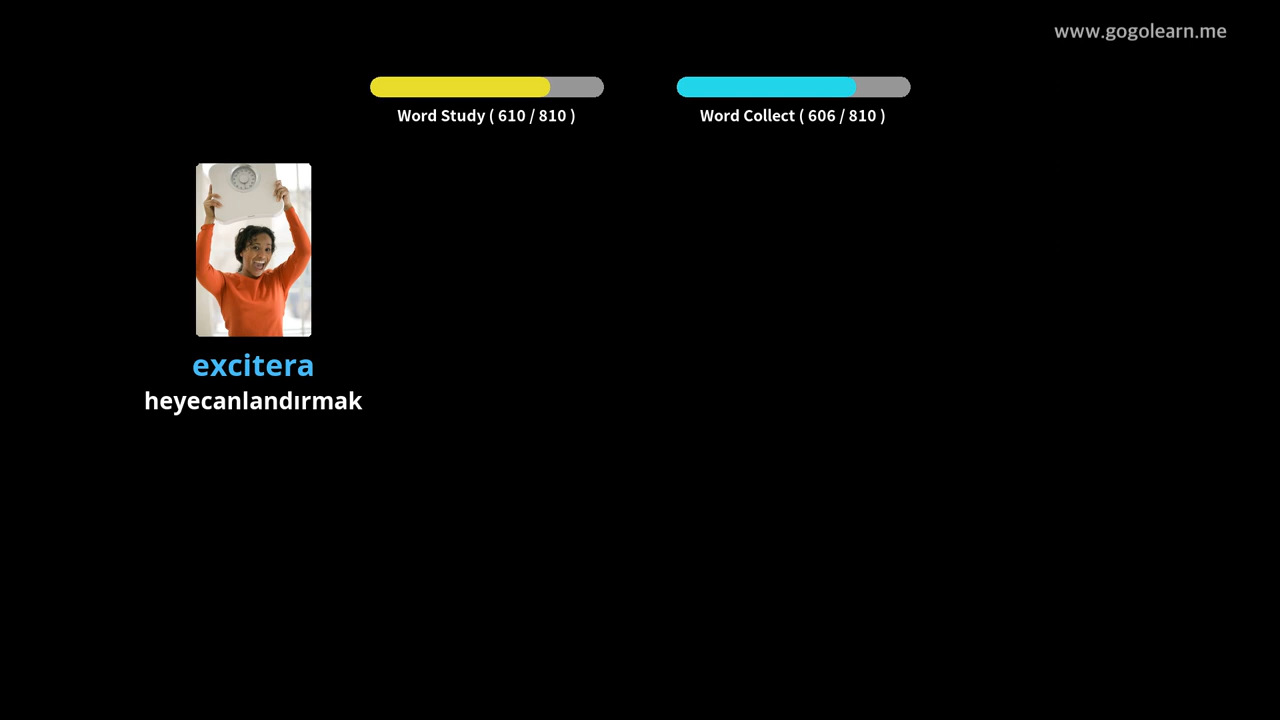 www.gogolearn.me
Word Study ( 610 / 810 )
Word Collect ( 606 / 810 )
excitera
heyecanlandırmak